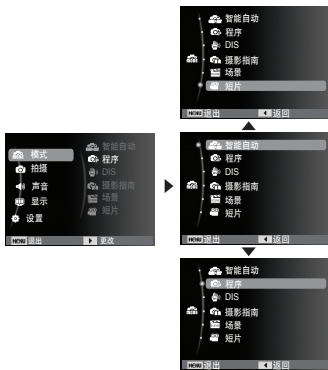 智能自动
程序
DIS
摄影指南
场景
短片
MENU 退出 返回
模式
拍摄
声音
显示
设置
智能自动
程序
DIS
摄影指南
场景
短片
MENU 退出 更改
智能自动
程序
DIS
摄影指南
场景
短片
MENU 退出 返回
智能自动
程序
DIS
摄影指南
场景
短片
MENU 退出 返回